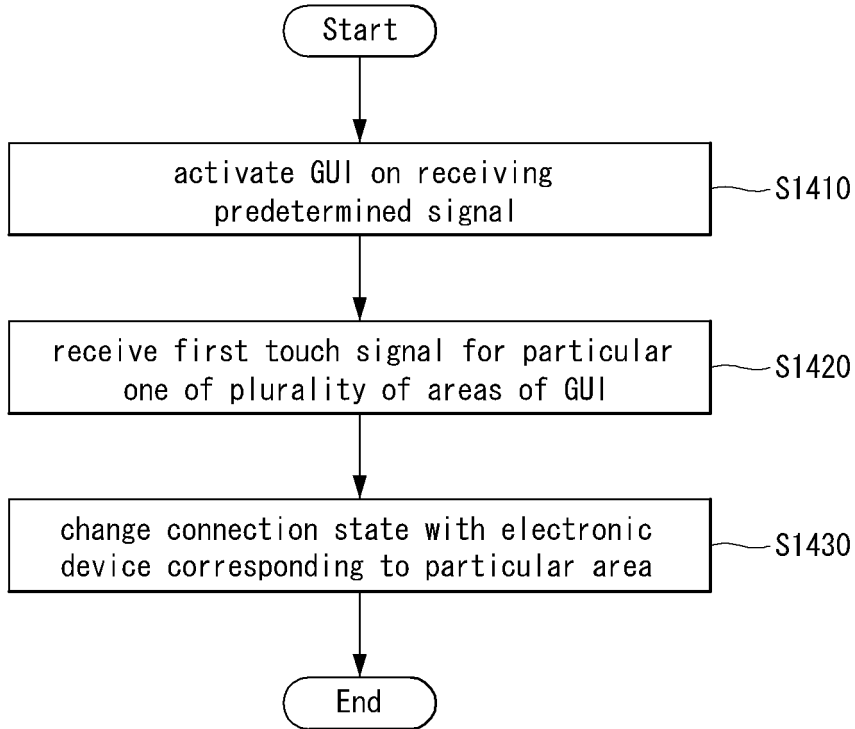 Start
activate GUI on receiving
predetermined signal
S1410
receive first touch signal for particular
one of plurality of areas of GUI
S1420
change connection state with electronic
device corresponding to particular area
S1430
End